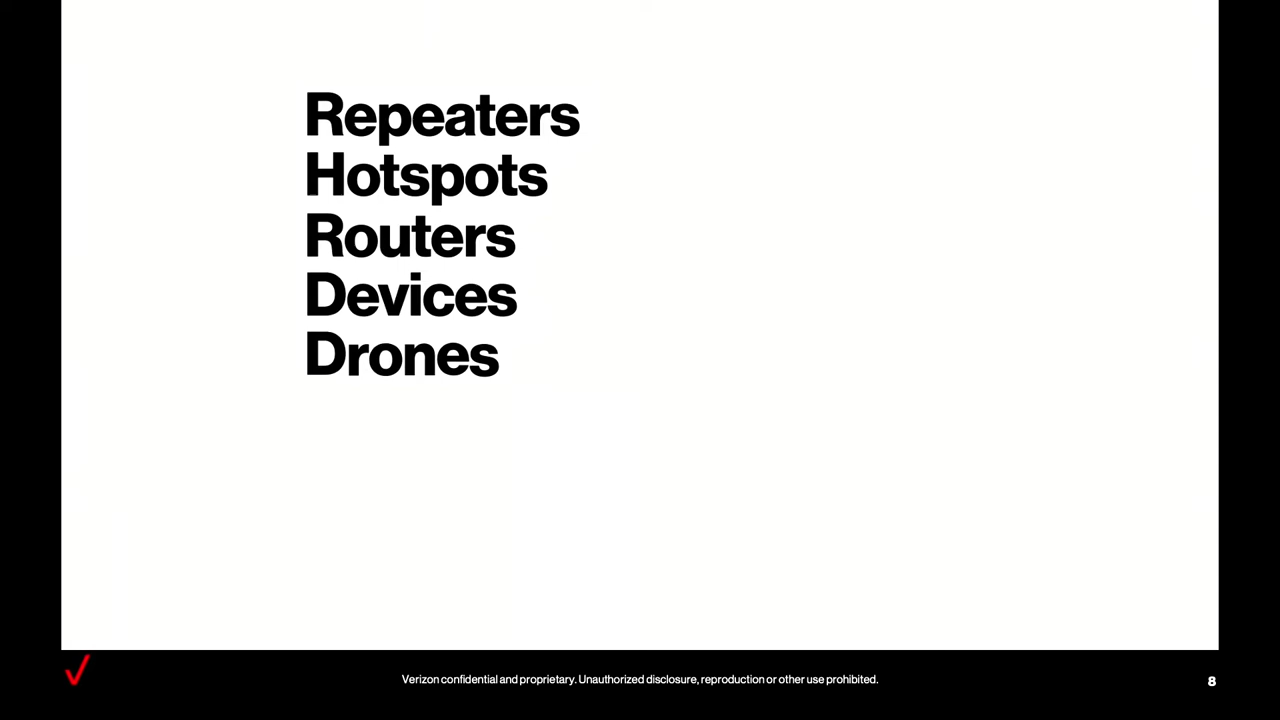 Repeaters
Hotspots
Routers
Devices
Drones
Verizon confidential and proprietary. Unauthorized disclosure, reproduction or other use prohibited.
8